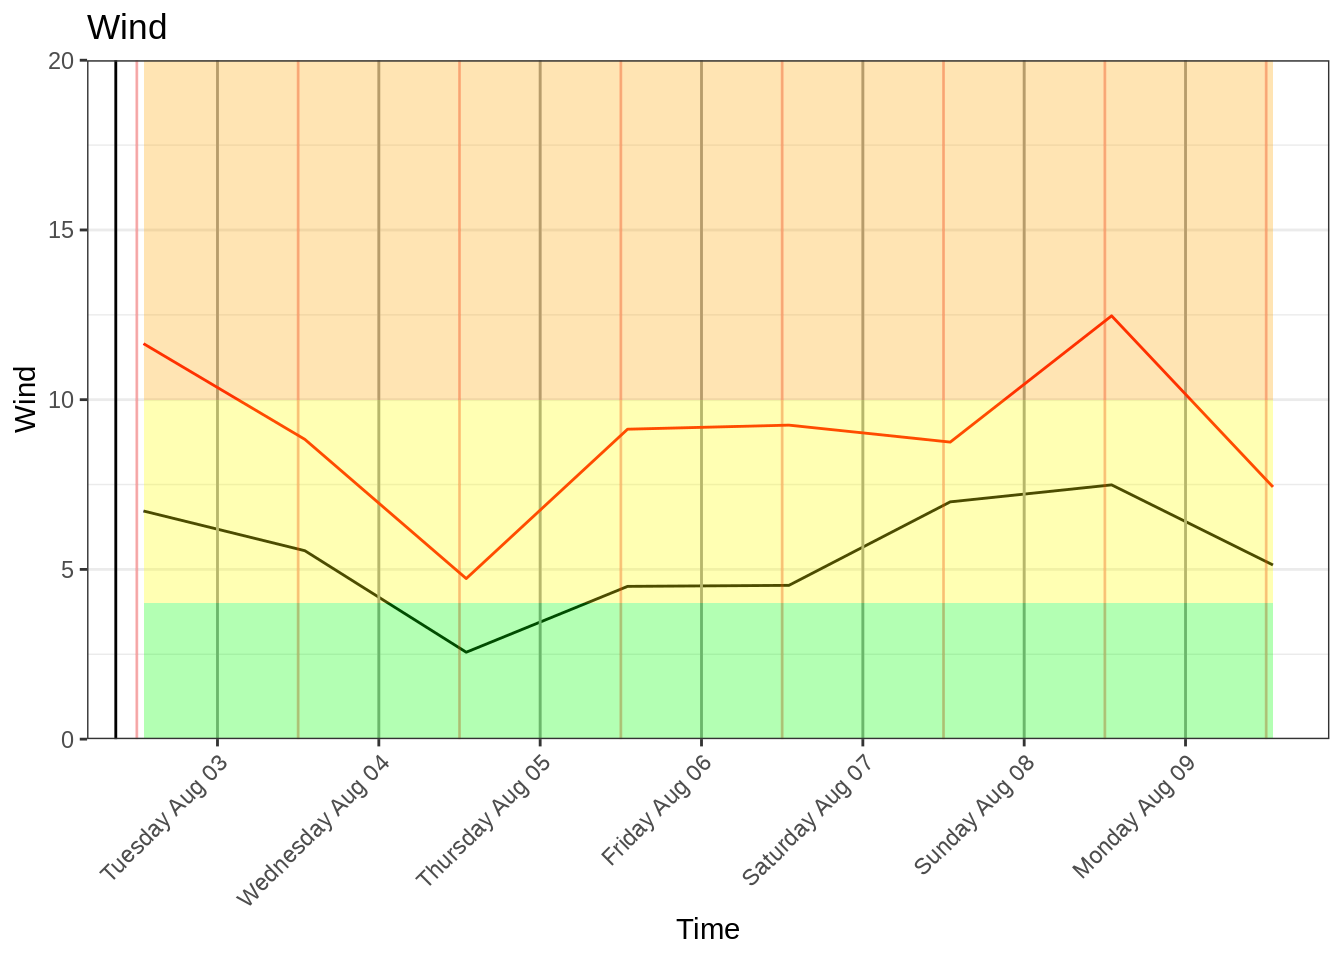 Wind
20
15
10
5
0
Wind
Tuesday Aug 03
Wednesday Aug 04
Thursday Aug 05
Friday Aug 06
Saturday Aug 07
Sunday Aug 08
Monday Aug 09
Time